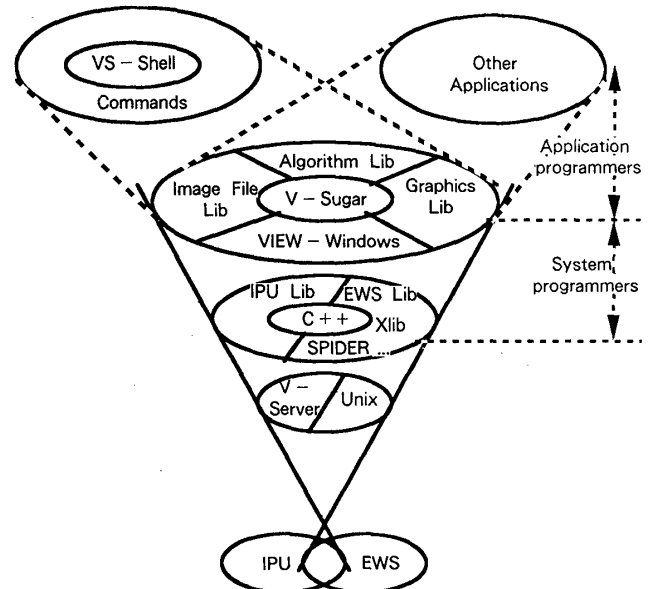 VS - Shell
Commands
Other
Applications
Application
programmers
Algorithm Lib
Image File
Lib
V - Sugar
Graphics
Lib
VIEW - Windows
System
programmers
IPU Lib
EWS Lib
C + +
Xlib
SPIDER ...
V -
Server
Unix
IPU
EWS